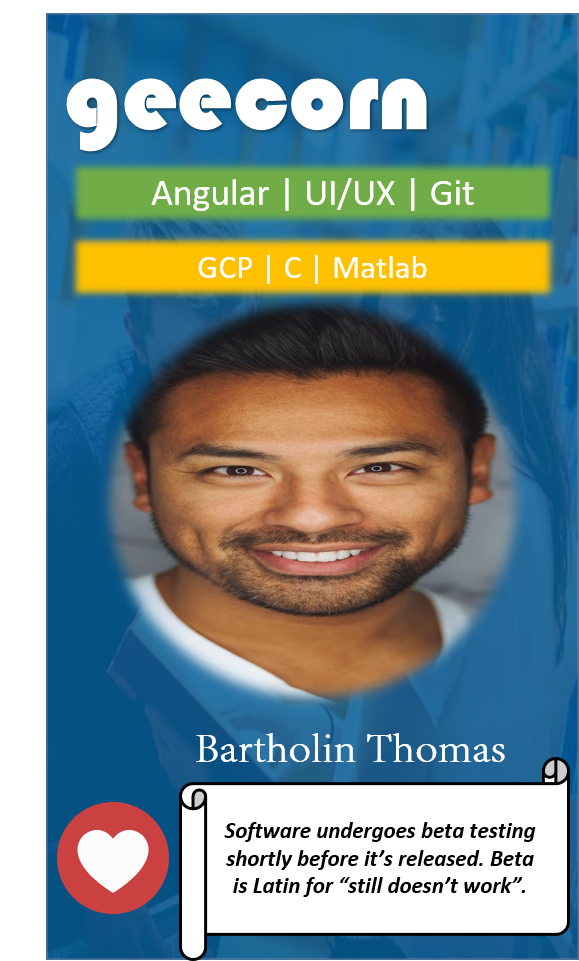 geecorn
Angular | UI/UX | Git
GCP | C | Matlab
Bartholin Thomas
Software undergoes beta testing
shortly before it’s released. Beta
is Latin for “still doesn’t work”.